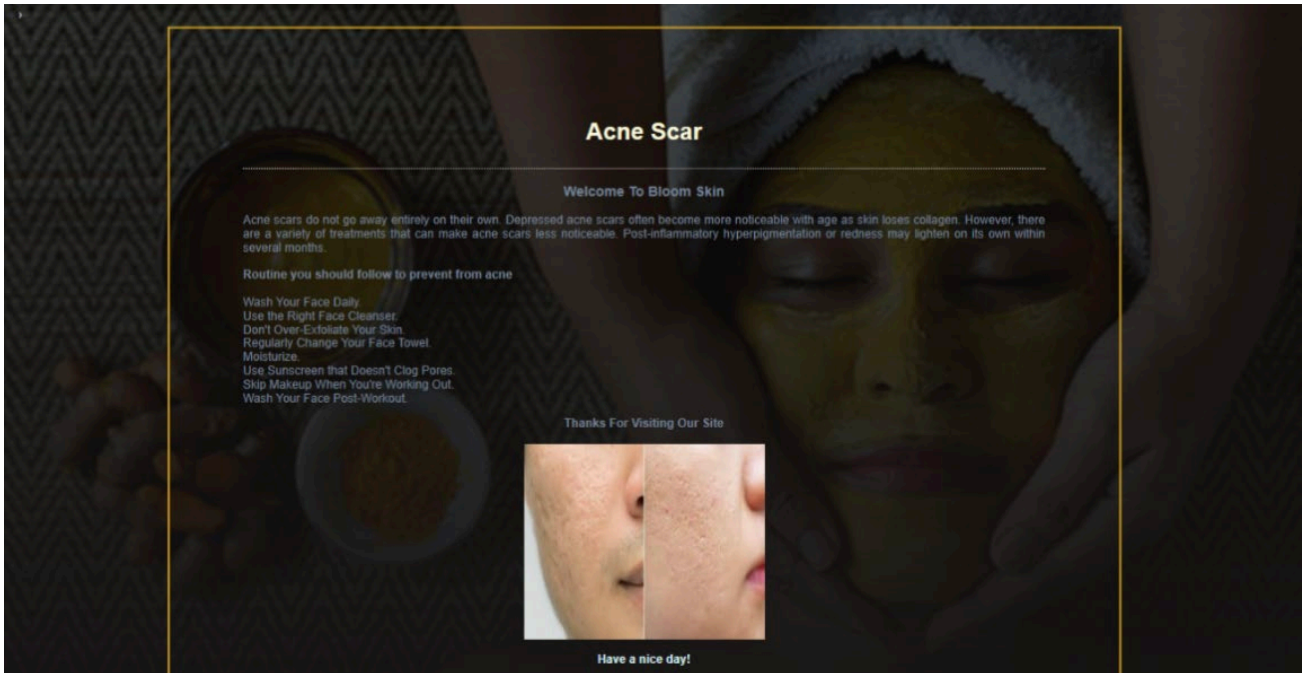 ›
Acne Scar
Welcome To Bloom Skin
Acne scars do not go away entirely on their own. Depressed acne scars often become more noticeable with age as skin loses collagen. However, there
are a variety of treatments that can make acne scars less noticeable. Post-inflammatory hyperpigmentation or redness may lighten on its own within
several months.
Routine you should follow to prevent from acne
Wash Your Face Daily.
Use the Right Face Cleanser.
Don't Over-Exfoliate Your Skin.
Regularly Change Your Face Towel.
Moisturize.
Use Sunscreen that Doesn't Clog Pores.
Skip Makeup When You're Working Out.
Wash Your Face Post-Workout.
Thanks For Visiting Our Site
Have a nice day!